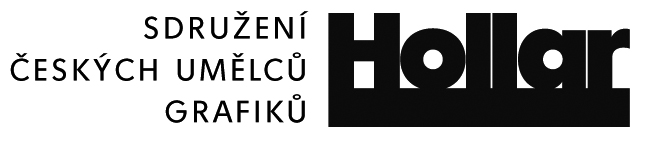 SDRUŽENÍ
ČESKÝCH UMĚLCŮ
GRAFIKŮ
Hollar